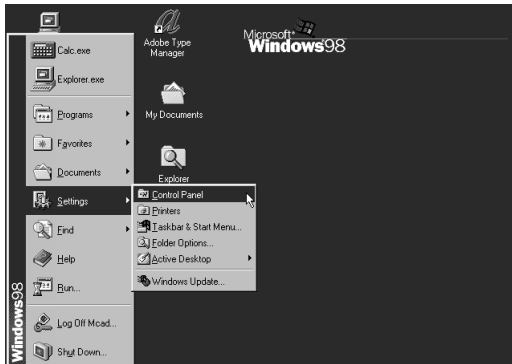 Microsoft®
Windows98
Adobe Type
Manager
My Documents
Explorer
Calc.exe
Explorer.exe
Programs
Favorites
Documents
Settings
Find
Help
Run...
Log Off Mcad...
Shut Down...
Control Panel
Printers
Taskbar & Start Menu...
Folder Options...
Active Desktop
Windows Update...
Windows98